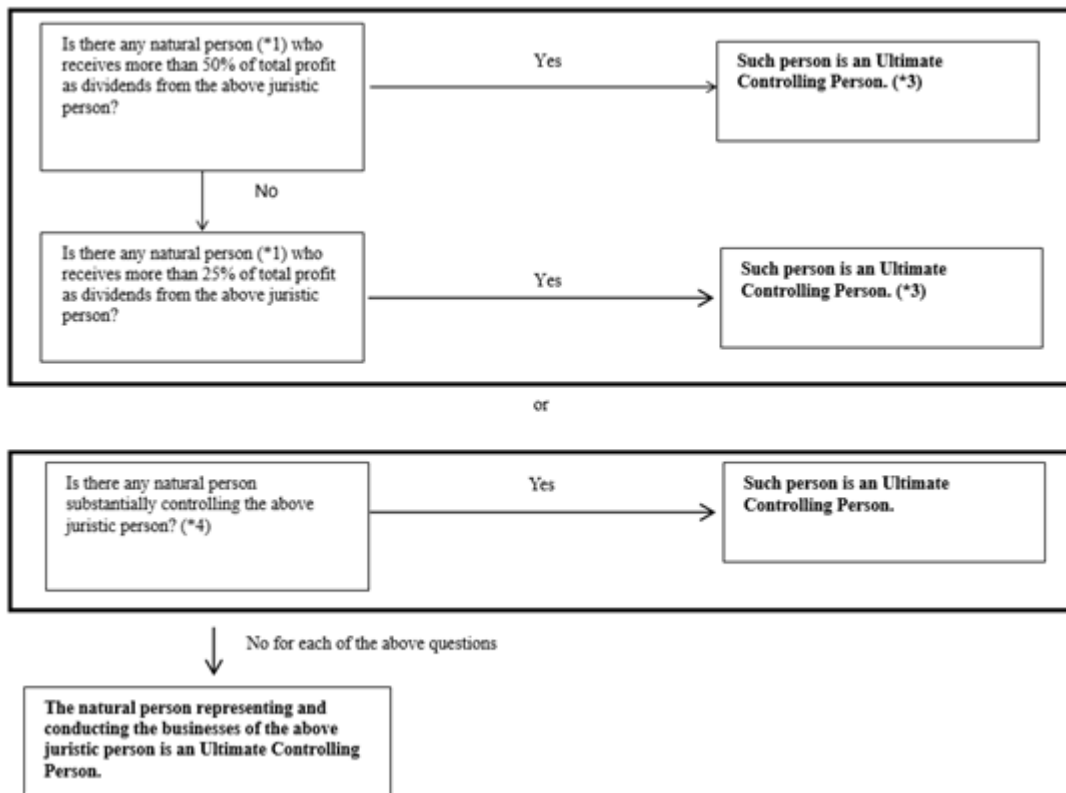 Is there any natural person (*1) who
receives more than 50% of total profit
as dividends from the above juristic
person?
Yes
Such person is an Ultimate
Controlling Person. (*3)
No
Is there any natural person (*1) who
receives more than 25% of total profit
as dividends from the above juristic
person?
Yes
Such person is an Ultimate
Controlling Person. (*3)
or
Is there any natural person
substantially controlling the above
juristic person? (*4)
Yes
Such person is an Ultimate
Controlling Person.
No for each of the above questions
The natural person representing and
conducting the businesses of the above
juristic person is an Ultimate Controlling
Person.